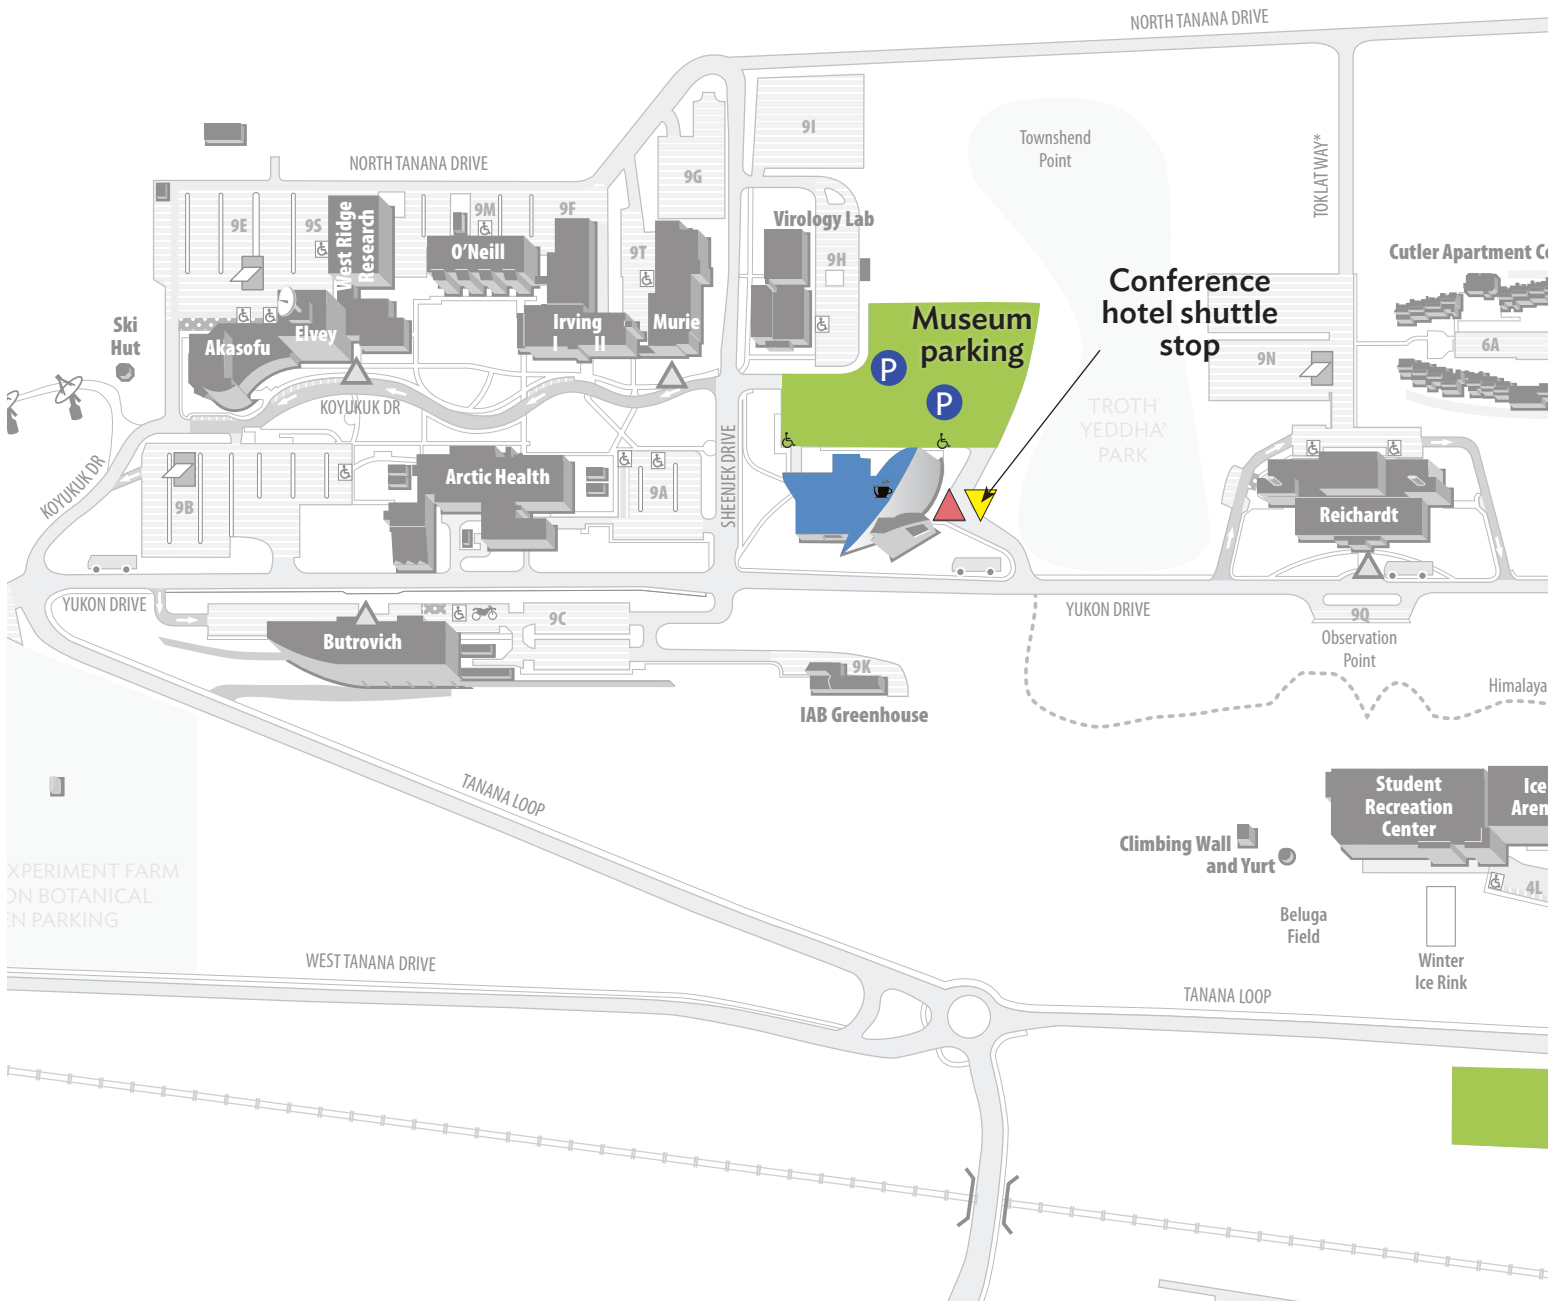 NORTH TANANA DRIVE
9I
Townshend
Point
TOKLAT WAY*
NORTH TANANA DRIVE
9G
9E
9S
West Ridge
Research
9M
9F
O'Neill
9T
Virology Lab
9H
Cutler Apartment Co
Conference
hotel shuttle
stop
Museum
parking
P
P
Ski
Hut
Akasofu
Elvey
Irving
I II
Murie
9N
6A
KOYUKUK DR
TROTH
YEDDHA'
PARK
KOYUKUK DR
9B
Arctic Health
9A
SHEENJEK DRIVE
Reichardt
YUKON DRIVE
YUKON DRIVE
9C
9Q
Butrovich
Observation
Point
9K
IAB Greenhouse
Himalaya
TANANA LOOP
Student
Recreation
Center
Ice
Aren
Climbing Wall
and Yurt
4L
XPERIMENT FARM
ON BOTANICAL
EN PARKING
Beluga
Field
Winter
Ice Rink
WEST TANANA DRIVE
TANANA LOOP